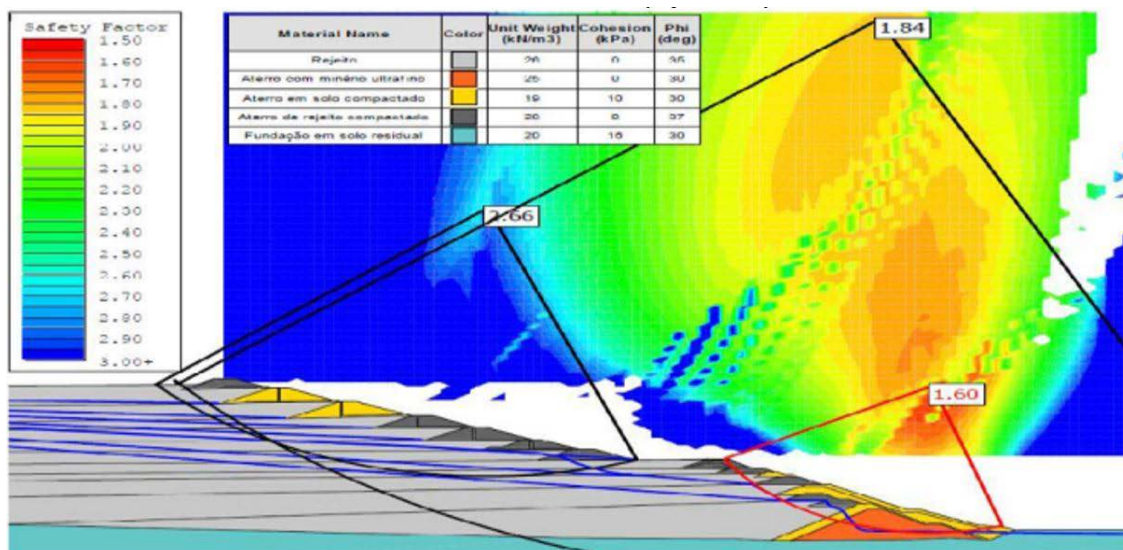 Safety Factor
1.50
1.60
1.70
1.80
1.90
2.00
2.10
2.20
2.30
2.40
2.50
2.60
2.70
2.80
2.90
3.00+
Material Name Color Unit Weight (kN/m3) Cohesion (kPa) Phi (deg)
Rejeito 26 0 35
Aterro com minério ultrafino 25 0 30
Aterro em solo compactado 19 10 30
Aterro de rejeito compactado 26 0 37
Fundação em solo residual 20 15 30
1.84
2.66
1.60